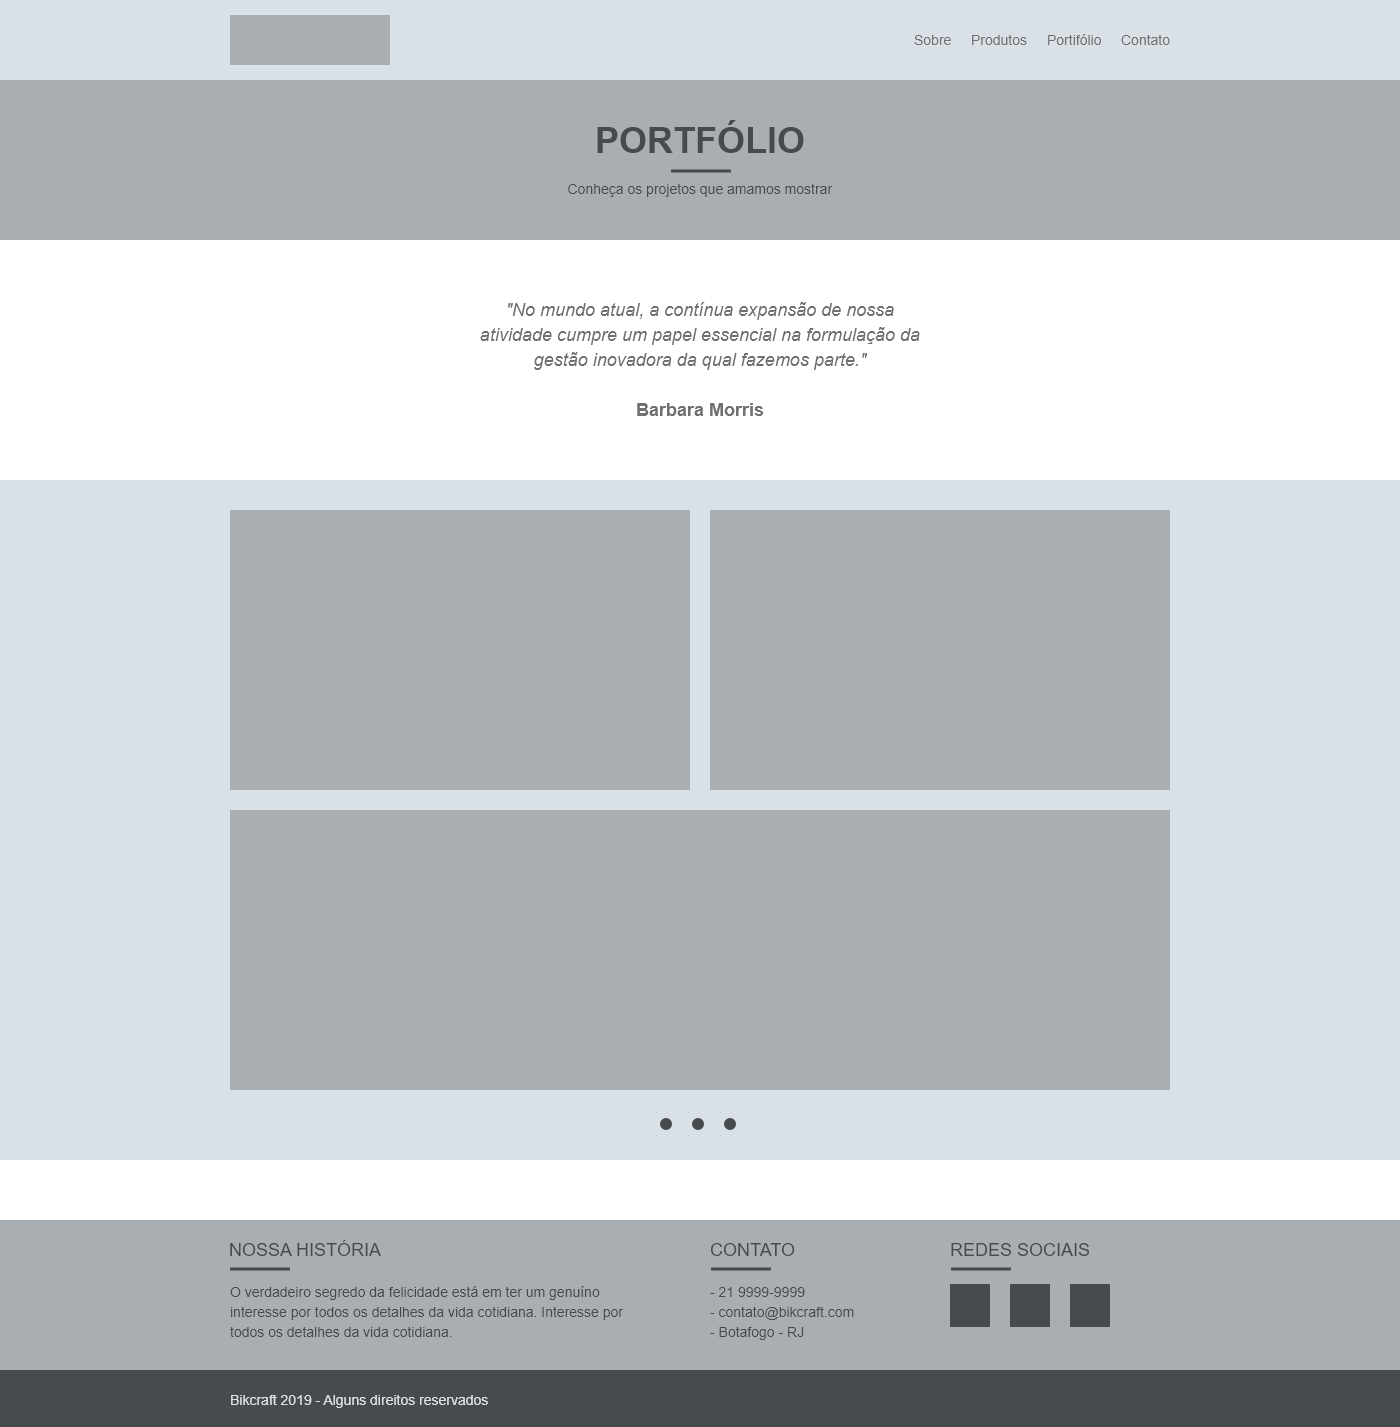 Sobre Produtos Portifólio Contato
PORTFÓLIO
Conheça os projetos que amamos mostrar
"No mundo atual, a contínua expansão de nossa
atividade cumpre um papel essencial na formulação da
gestão inovadora da qual fazemos parte."
Barbara Morris
NOSSA HISTÓRIA
O verdadeiro segredo da felicidade está em ter um genuíno
interesse por todos os detalhes da vida cotidiana. Interesse por
todos os detalhes da vida cotidiana.
CONTATO
- 21 9999-9999
- contato@bikcraft.com
- Botafogo - RJ
REDES SOCIAIS
Bikcraft 2019 - Alguns direitos reservados